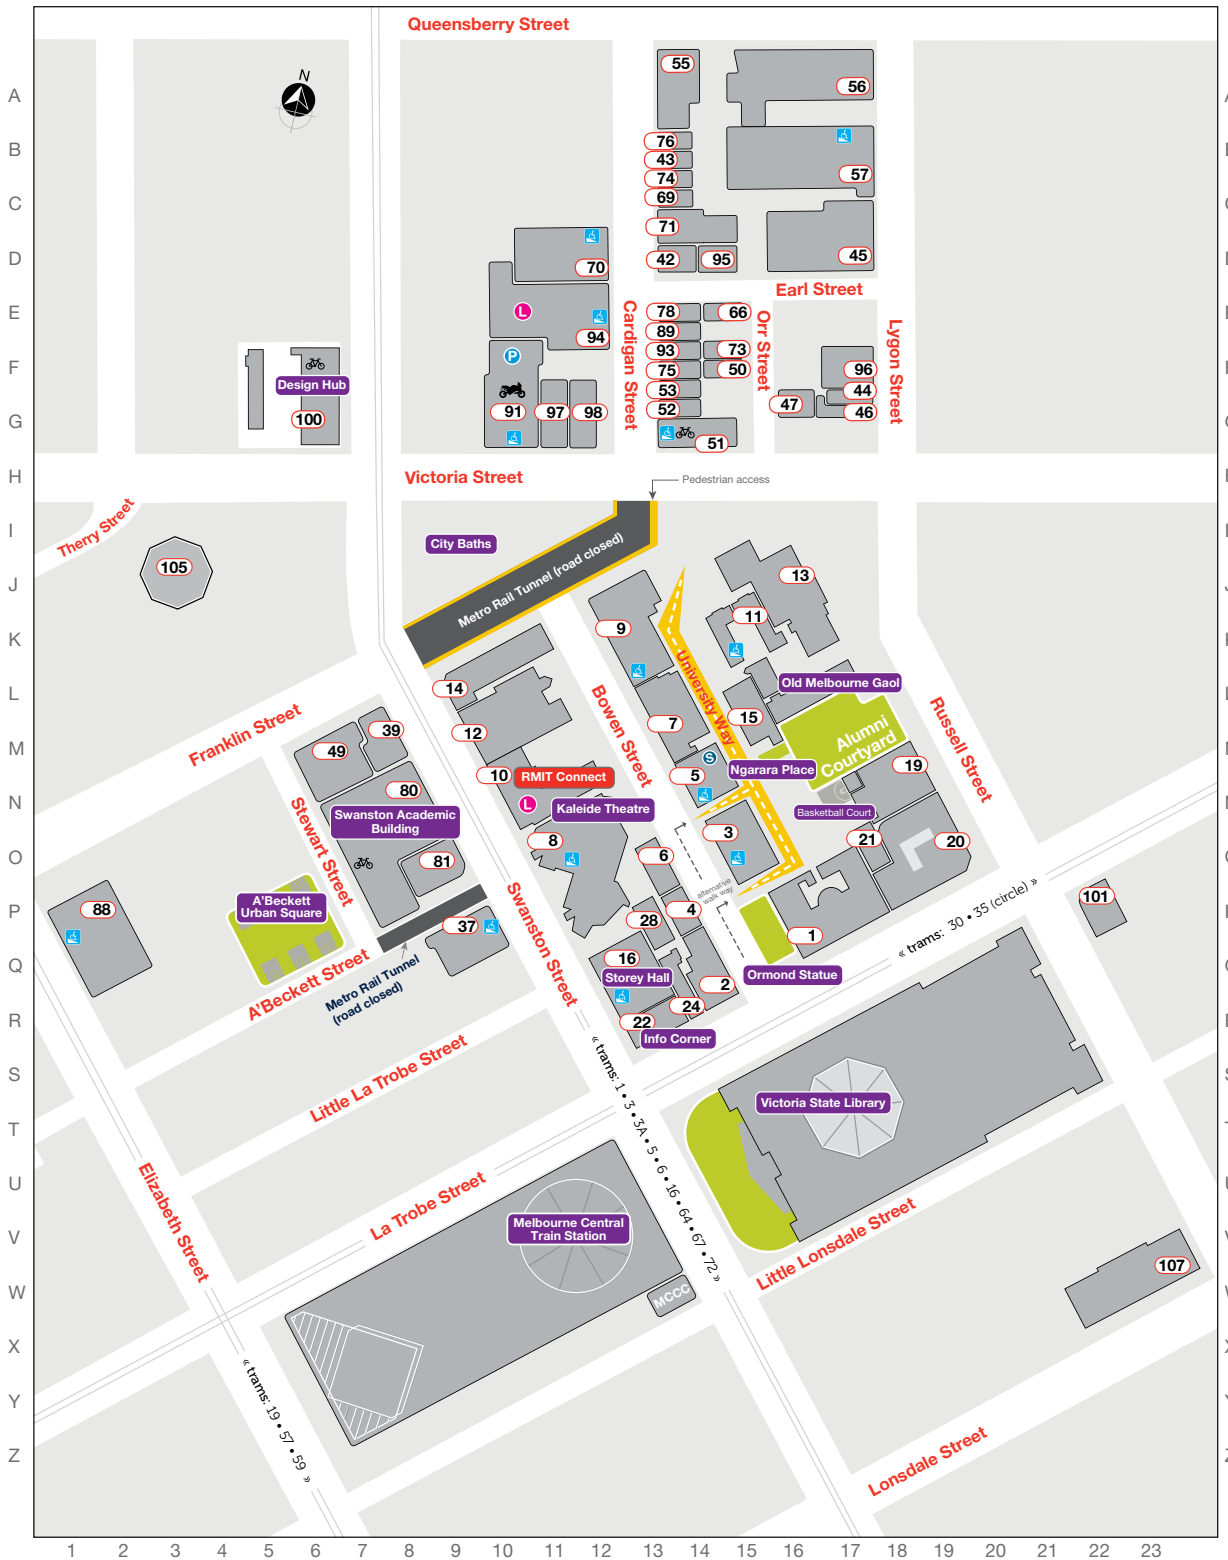 Queensberry Street
N
A
B
C
D
E
F
G
H
I
J
K
L
M
N
O
P
Q
R
S
T
U
V
W
X
Y
Z
55
56
76
43
57
74
69
71
42
95
45
70
Earl Street
L
94
78
66
89
93
73
75
50
53
52
51
Cardigan Street
Orr Street
Lygon Street
96
44
47
46
P
91
97
98
Design Hub
100
Victoria Street
Pedestrian access
Therry Street
City Baths
Metro Rail Tunnel (road closed)
105
13
11
9
University Way
14
Old Melbourne Gaol
Bowen Street
7
15
12
Alumni
Courtyard
Russell Street
Franklin Street
39
49
S
19
10
RMIT Connect
5
Ngarara Place
80
L
Kaleide Theatre
Basketball Court
Stewart Street
Swanston Academic
Building
8
3
21
20
81
6
alternative
walk way
88
A'Beckett
Urban Square
Swanston Street
28
4
101
« trams: 30 • 35 (circle) »
37
1
A'Beckett Street
Metro Rail Tunnel
(road closed)
16
Storey Hall
2
Ormond Statue
24
22
Info Corner
Little La Trobe Street
« trams: 1 • 3 • 3A • 5 • 6 • 16 • 64 • 67 • 72 »
Victoria State Library
Elizabeth Street
La Trobe Street
Melbourne Central
Train Station
Little Lonsdale Street
107
MCCC
« trams: 19 • 57 • 59 »
Lonsdale Street
1 2 3 4 5 6 7 8 9 10 11 12 13 14 15 16 17 18 19 20 21 22 23